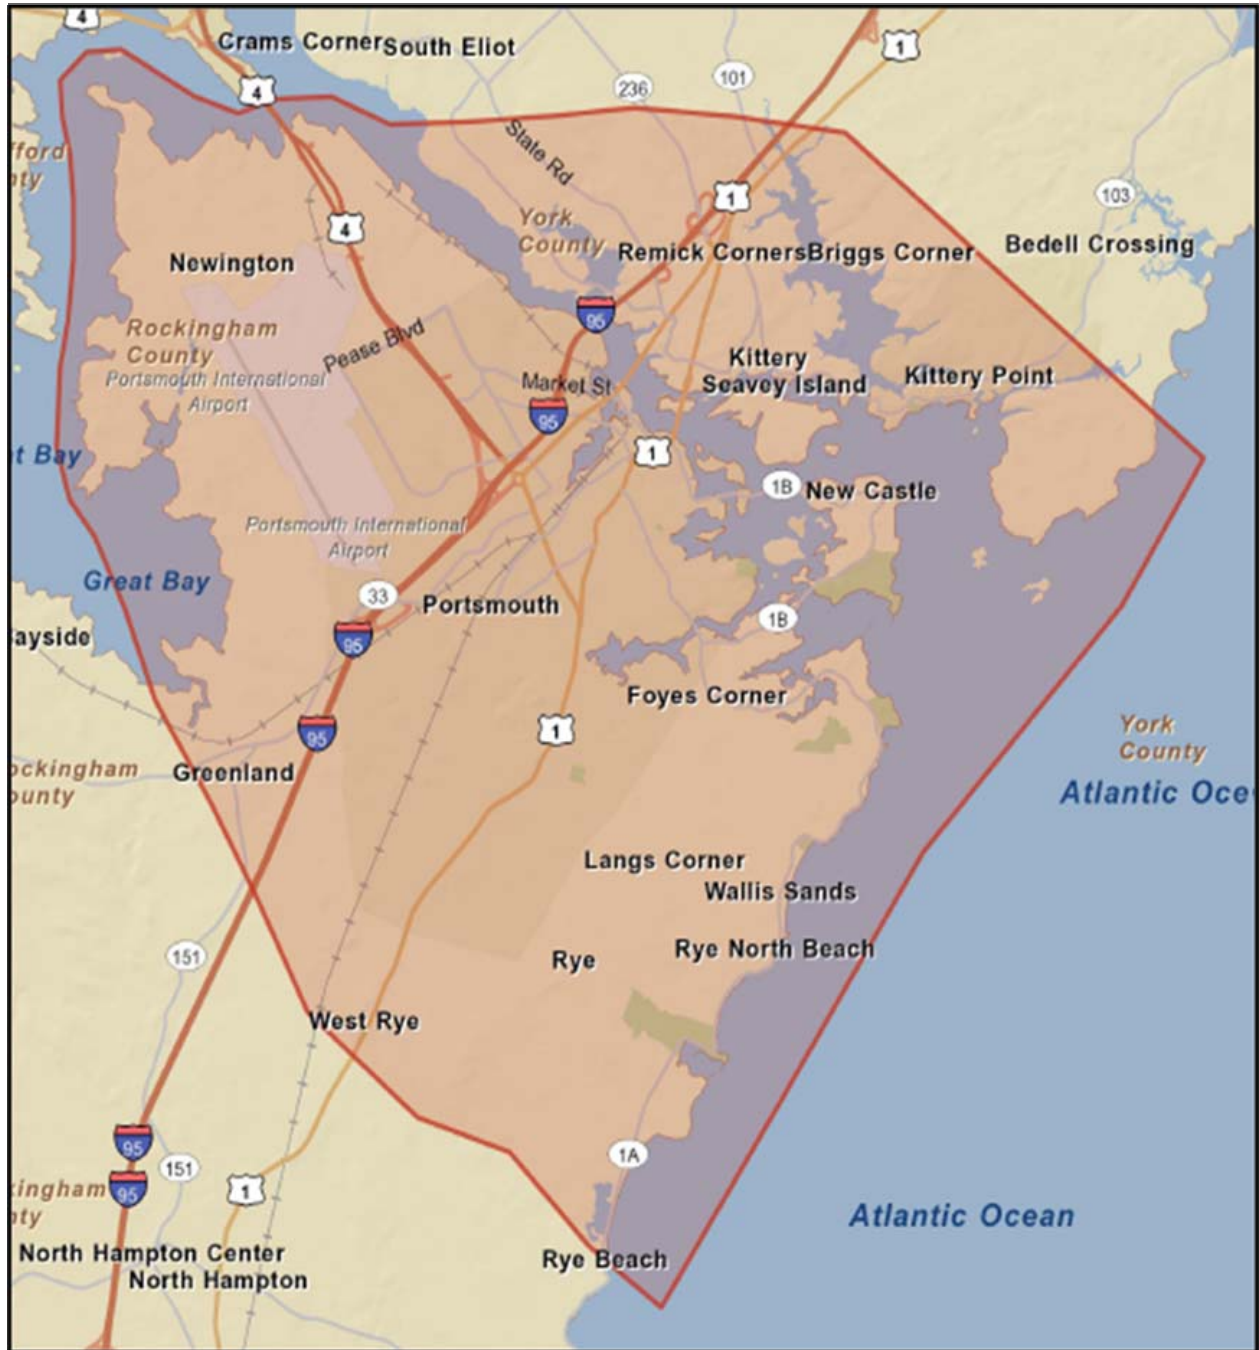 4
Crams Corner South Eliot
1
4
236
101
State Rd
fford
nty
103
1
York
County
4
Remick Corners Briggs Corner
Bedell Crossing
Newington
95
Rockingham
County
Pease Blvd
Kittery
Seavey Island
Kittery Point
Portsmouth International
Airport
Market St
95
t Bay
1
1B
New Castle
Portsmouth International
Airport
Great Bay
33
Portsmouth
1B
ayside
95
Foyes Corner
95
1
York
County
ockingham
ounty
Greenland
Atlantic Oce
Langs Corner
Wallis Sands
151
Rye
Rye North Beach
West Rye
95
151
1A
kingham
nty
95
1
Atlantic Ocean
North Hampton Center
North Hampton
Rye Beach